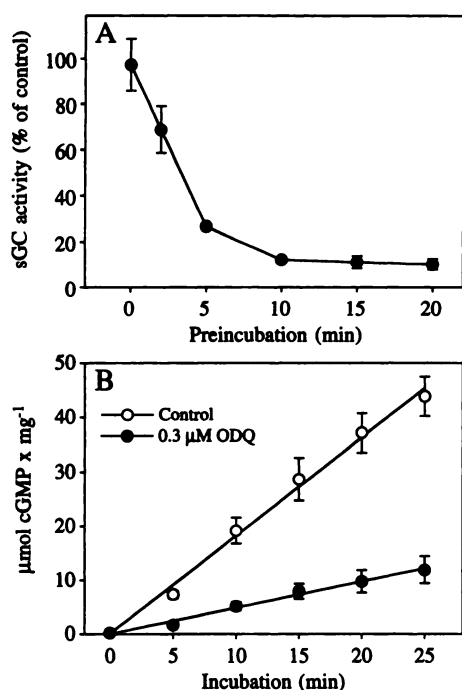 A
sGC activity (% of control)
100
80
60
40
20
0
0 5 10 15 20
Preincubation (min)
B
μmol cGMP x mg⁻¹
50
40
30
20
10
0
Control
0.3 μM ODQ
0 5 10 15 20 25
Incubation (min)